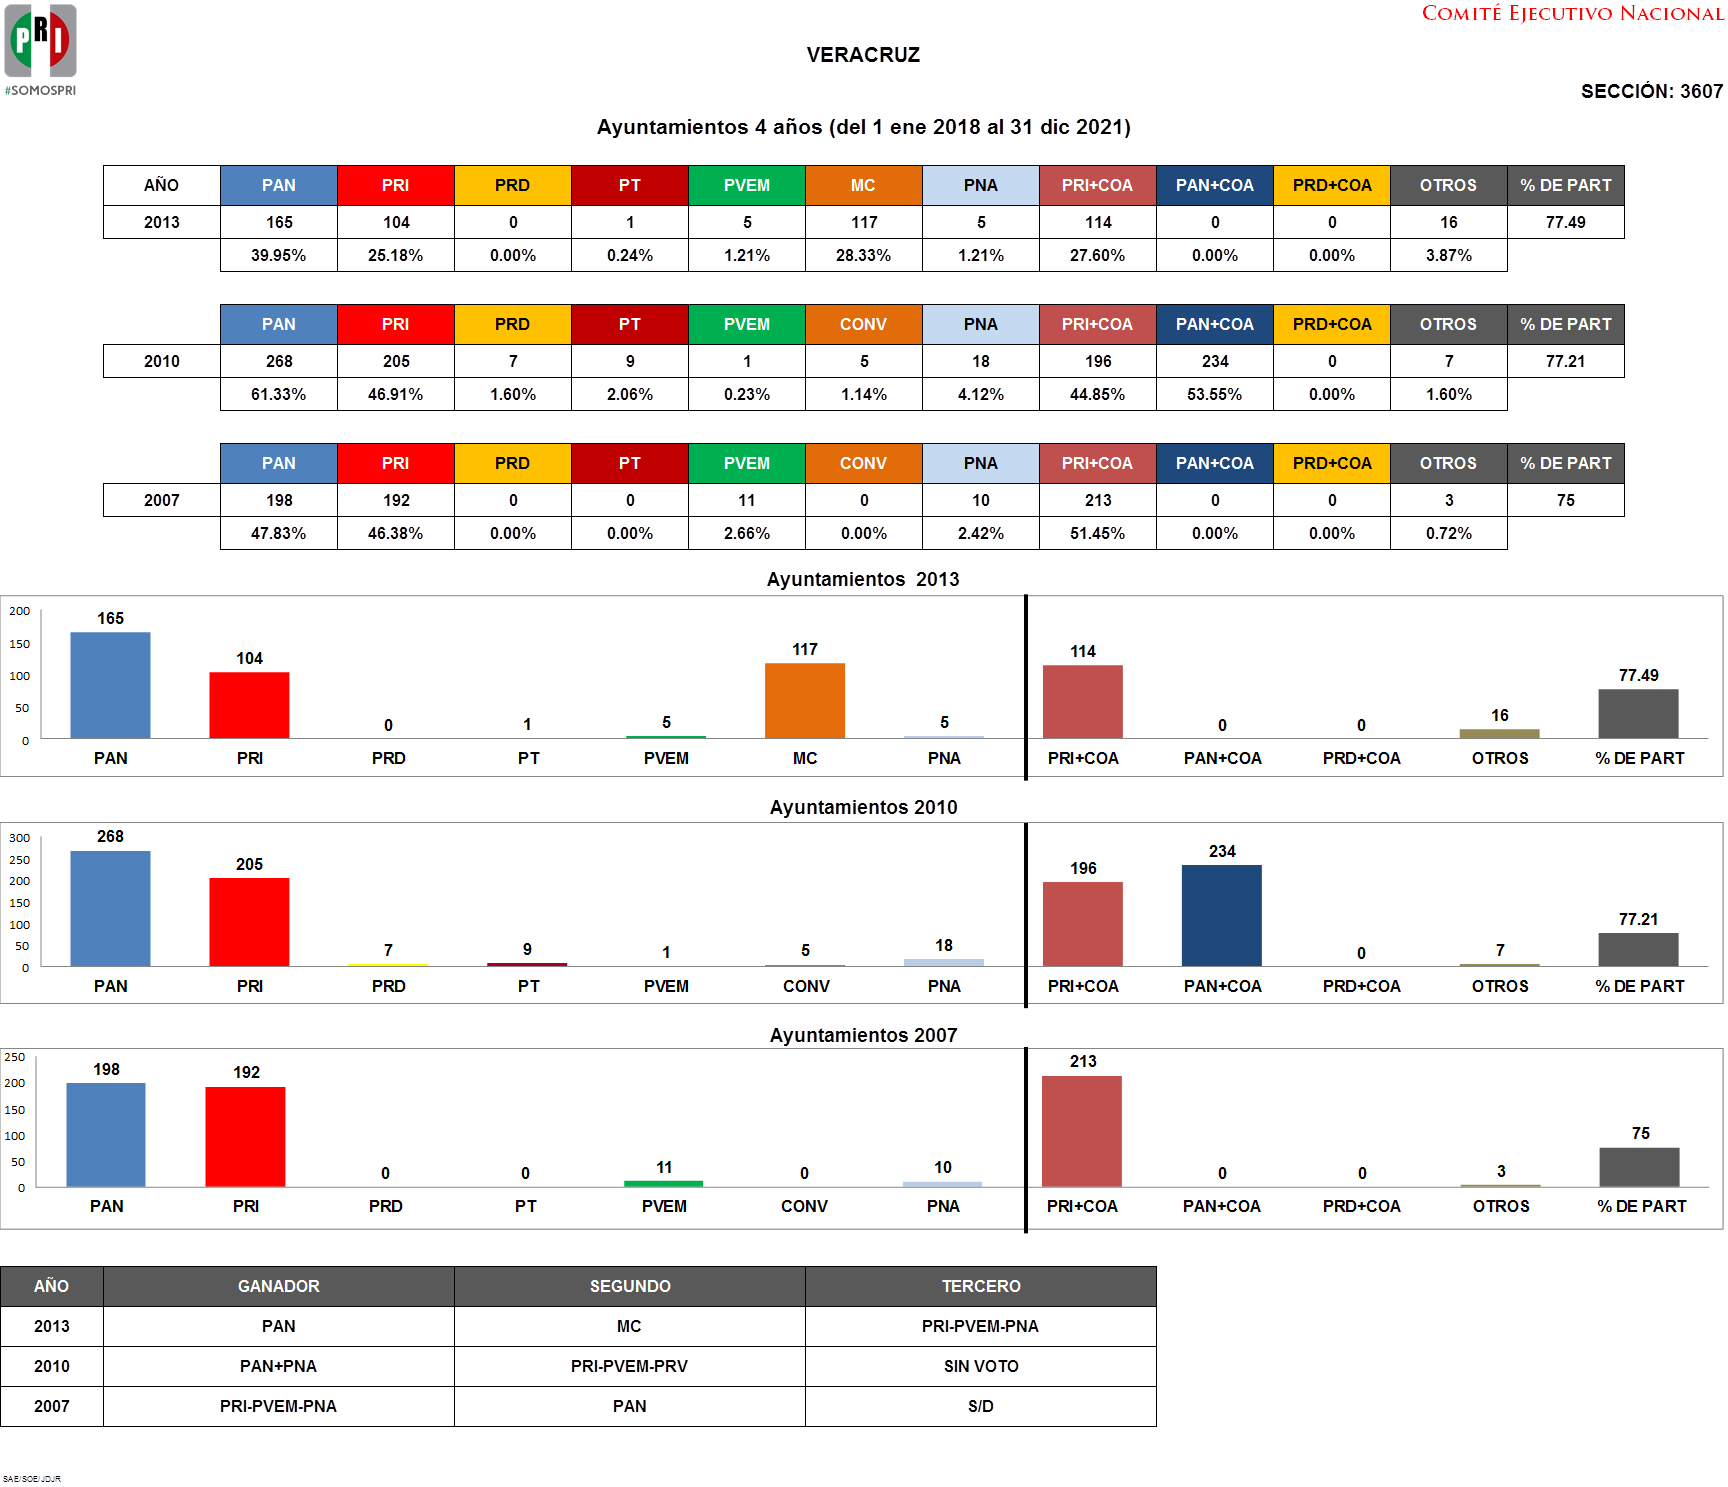 COMITÉ EJECUTIVO NACIONAL
PRI
#SOMOSPRI
VERACRUZ
SECCIÓN: 3607
Ayuntamientos 4 años (del 1 ene 2018 al 31 dic 2021)
AÑO PAN PRI PRD PT PVEM MC PNA PRI+COA PAN+COA PRD+COA OTROS % DE PART
2013 165 104 0 1 5 117 5 114 0 0 16 77.49
39.95% 25.18% 0.00% 0.24% 1.21% 28.33% 1.21% 27.60% 0.00% 0.00% 3.87%
PAN PRI PRD PT PVEM CONV PNA PRI+COA PAN+COA PRD+COA OTROS % DE PART
2010 268 205 7 9 1 5 18 196 234 0 7 77.21
61.33% 46.91% 1.60% 2.06% 0.23% 1.14% 4.12% 44.85% 53.55% 0.00% 1.60%
PAN PRI PRD PT PVEM CONV PNA PRI+COA PAN+COA PRD+COA OTROS % DE PART
2007 198 192 0 0 11 0 10 213 0 0 3 75
47.83% 46.38% 0.00% 0.00% 2.66% 0.00% 2.42% 51.45% 0.00% 0.00% 0.72%
Ayuntamientos 2013
200
150
100
50
0
165 104 0 1 5 117 5 114 0 0 16 77.49
PAN PRI PRD PT PVEM MC PNA PRI+COA PAN+COA PRD+COA OTROS % DE PART
Ayuntamientos 2010
300
250
200
150
100
50
0
268 205 7 9 1 5 18 196 234 0 7 77.21
PAN PRI PRD PT PVEM CONV PNA PRI+COA PAN+COA PRD+COA OTROS % DE PART
Ayuntamientos 2007
250
200
150
100
50
0
198 192 0 0 11 0 10 213 0 0 3 75
PAN PRI PRD PT PVEM CONV PNA PRI+COA PAN+COA PRD+COA OTROS % DE PART
AÑO GANADOR SEGUNDO TERCERO
2013 PAN MC PRI-PVEM-PNA
2010 PAN+PNA PRI-PVEM-PRV SIN VOTO
2007 PRI-PVEM-PNA PAN S/D
SAE/SOE/JDJR